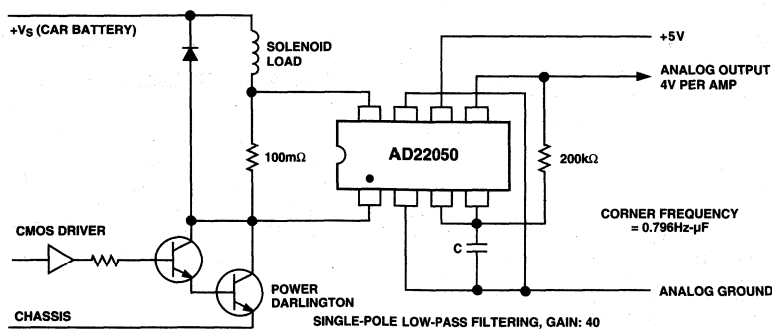 +VS (CAR BATTERY)
SOLENOID
LOAD
100mΩ
CMOS DRIVER
POWER
DARLINGTON
CHASSIS
AD22050
+5V
ANALOG OUTPUT
4V PER AMP
200kΩ
CORNER FREQUENCY
= 0.796Hz-μF
C
ANALOG GROUND
SINGLE-POLE LOW-PASS FILTERING, GAIN: 40